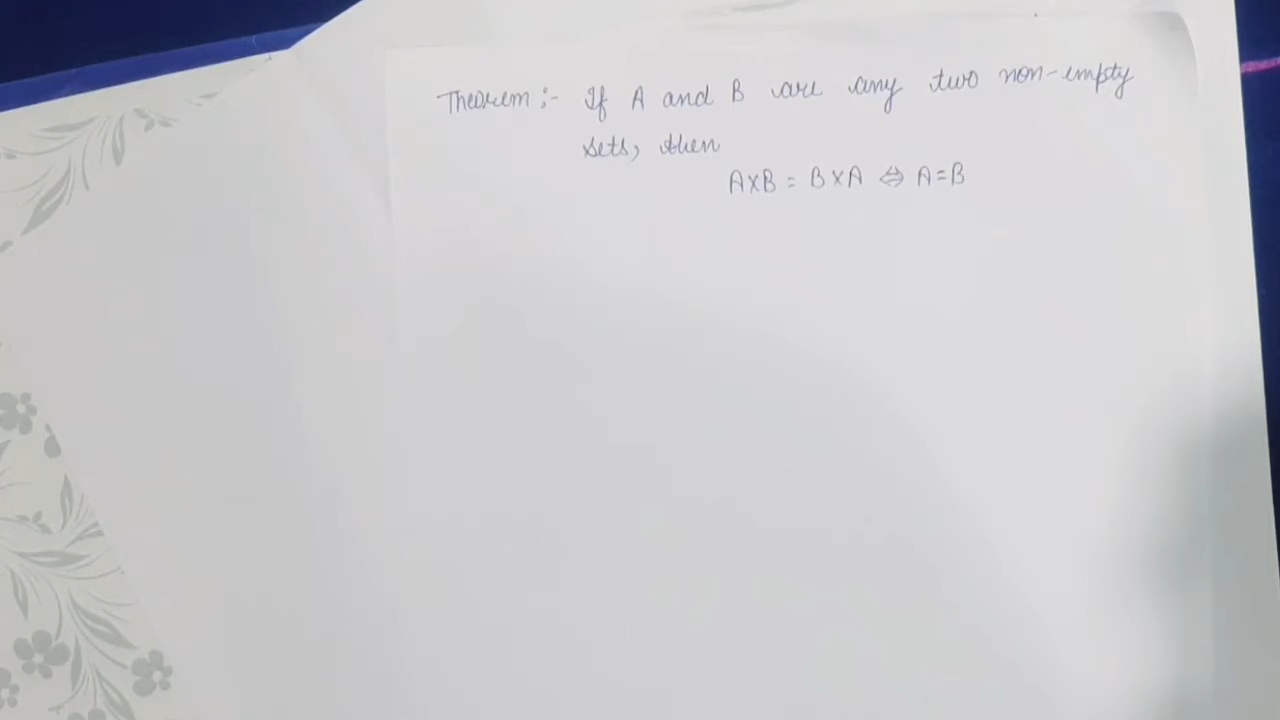 Theorem :- If A and B are any two non-empty
sets, then
A×B = B×A ⇔ A=B